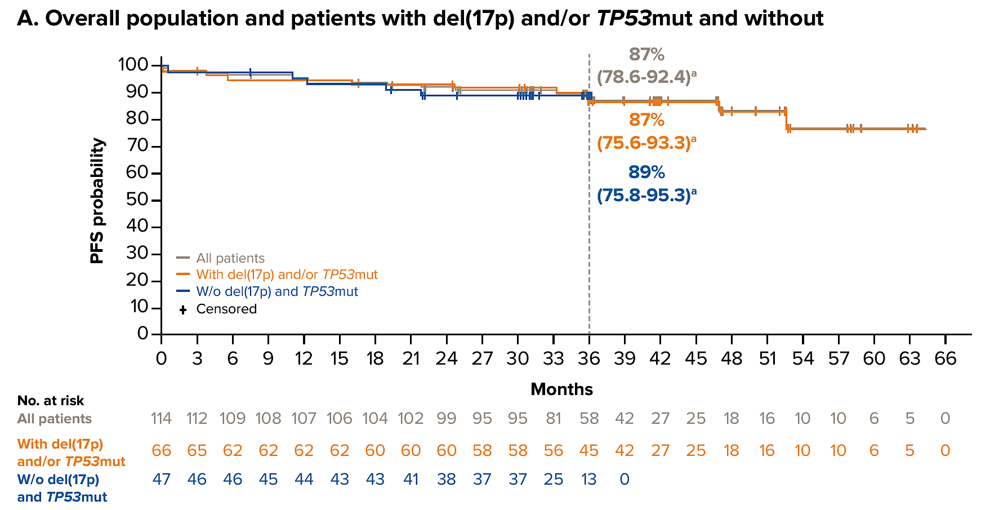 A. Overall population and patients with del(17p) and/or TP53mut and without
100
90
80
70
60
50
40
30
20
10
0
PFS probability
87%
(78.6-92.4)ᵃ
87%
(75.6-93.3)ᵃ
89%
(75.8-95.3)ᵃ
All patients
With del(17p) and/or TP53mut
W/o del(17p) and TP53mut
Censored
0 3 6 9 12 15 18 21 24 27 30 33 36 39 42 45 48 51 54 57 60 63 66
Months
No. at risk
All patients 114 112 109 108 107 106 104 102 99 95 95 81 58 42 27 25 18 16 10 10 6 5 0
With del(17p)
and/or TP53mut 66 65 62 62 62 62 60 60 60 58 58 56 45 42 27 25 18 16 10 10 6 5 0
W/o del(17p) 47 46 46 45 44 43 43 41 38 37 37 25 13 0
and TP53mut